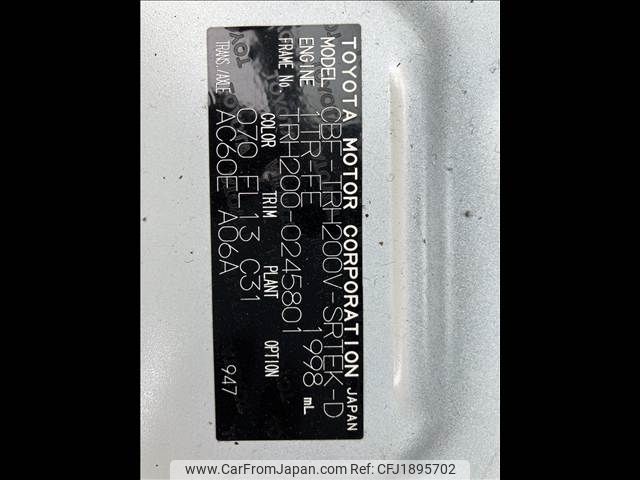 TOYOTA MOTOR CORPORATION JAPAN
MODEL CBF-TRH200V-SRTEK-D
ENGINE 1TR-FE 1998 mL
FRAME No. TRH200-0245801
COLOR TRIM PLANT OPTION
070 FL13 C31
TRANS./AXLE AC60E A06A
947
www.CarFromJapan.com Ref: CFJ1895702